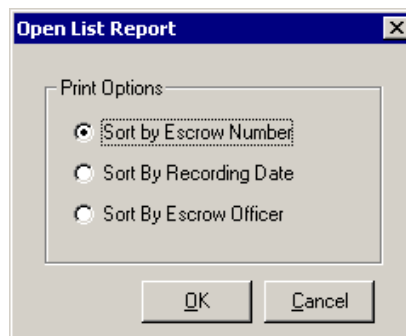 Open List Report
Print Options
Sort by Escrow Number
Sort By Recording Date
Sort By Escrow Officer
OK
Cancel